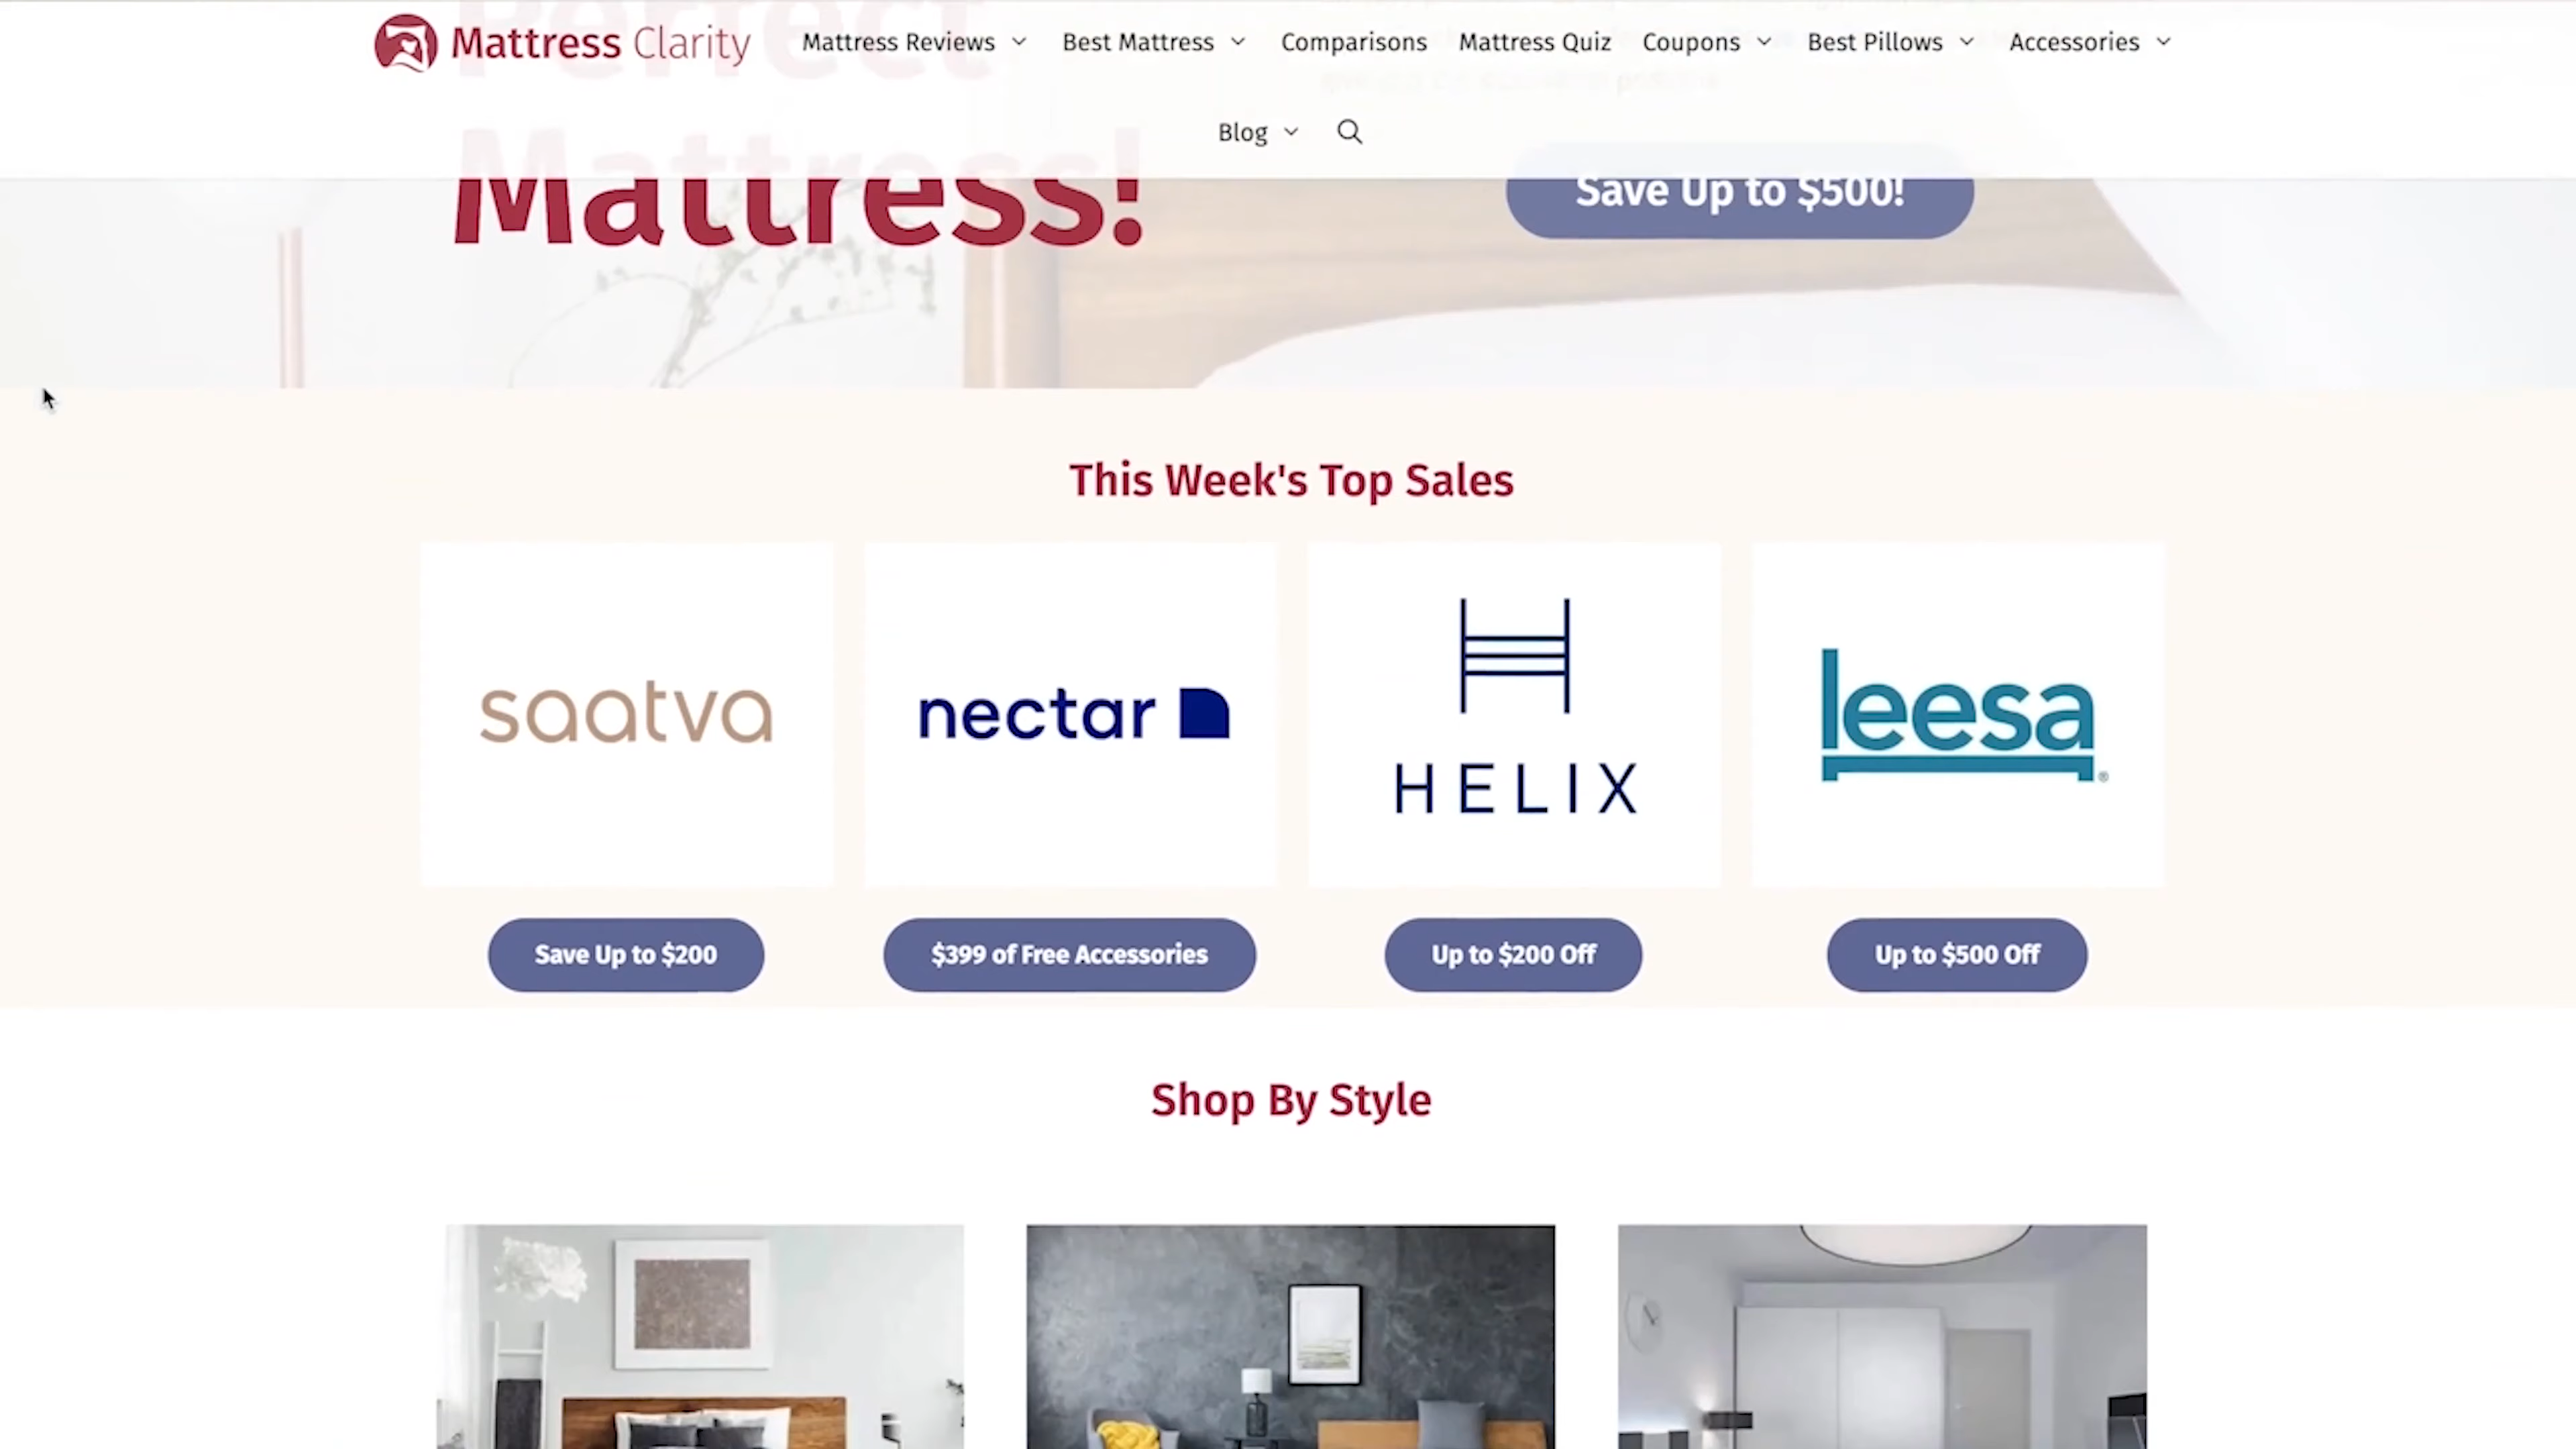 Mattress Clarity
Mattress Reviews
Best Mattress
Comparisons
Mattress Quiz
Coupons
Best Pillows
Accessories
Blog
Perfect
Mattress!
Save Up to $500!
This Week's Top Sales
saatva
nectar
HELIX
leesa®
Save Up to $200
$399 of Free Accessories
Up to $200 Off
Up to $500 Off
Shop By Style